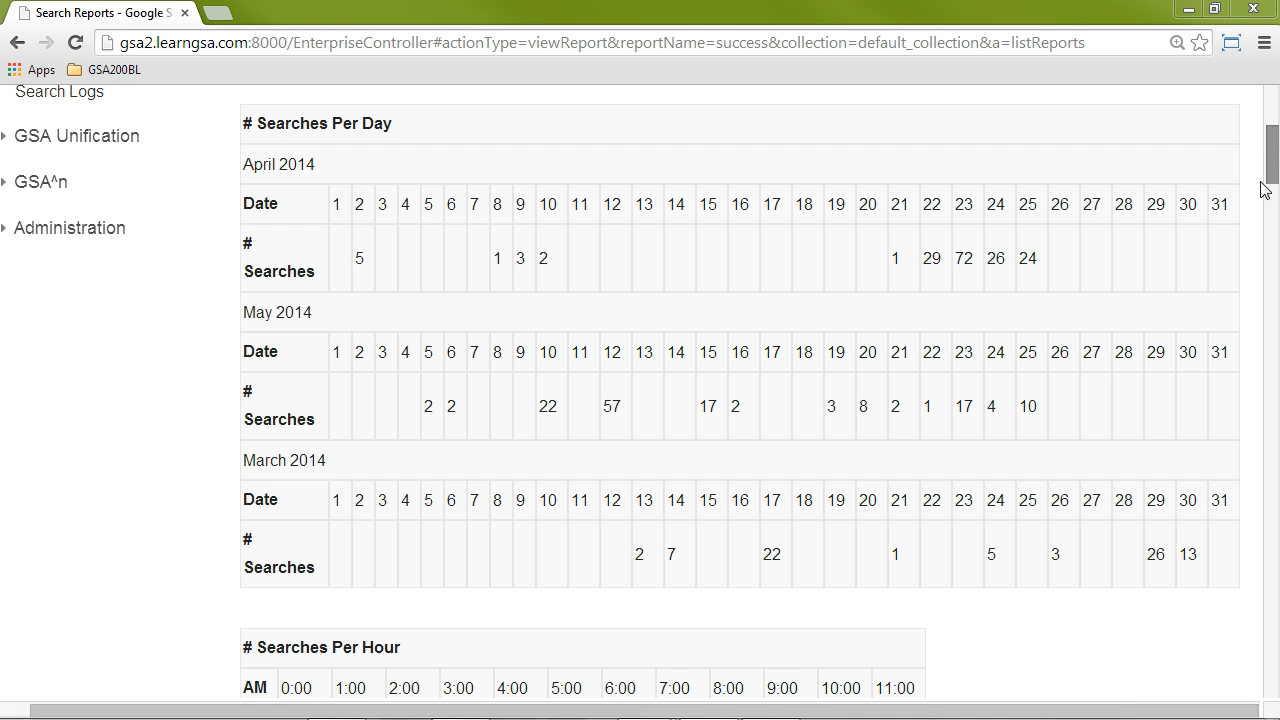 Search Reports - Google S
gsa2.learngsa.com:8000/EnterpriseController#actionType=viewReport&reportName=success&collection=default_collection&a=listReports
Apps GSA200BL
Search Logs
GSA Unification
GSA^n
Administration
# Searches Per Day
April 2014
Date 1 2 3 4 5 6 7 8 9 10 11 12 13 14 15 16 17 18 19 20 21 22 23 24 25 26 27 28 29 30 31
# Searches 5 1 3 2 1 29 72 26 24
May 2014
Date 1 2 3 4 5 6 7 8 9 10 11 12 13 14 15 16 17 18 19 20 21 22 23 24 25 26 27 28 29 30 31
# Searches 2 2 22 57 17 2 3 8 2 1 17 4 10
March 2014
Date 1 2 3 4 5 6 7 8 9 10 11 12 13 14 15 16 17 18 19 20 21 22 23 24 25 26 27 28 29 30 31
# Searches 2 7 22 1 5 3 26 13
# Searches Per Hour
AM 0:00 1:00 2:00 3:00 4:00 5:00 6:00 7:00 8:00 9:00 10:00 11:00